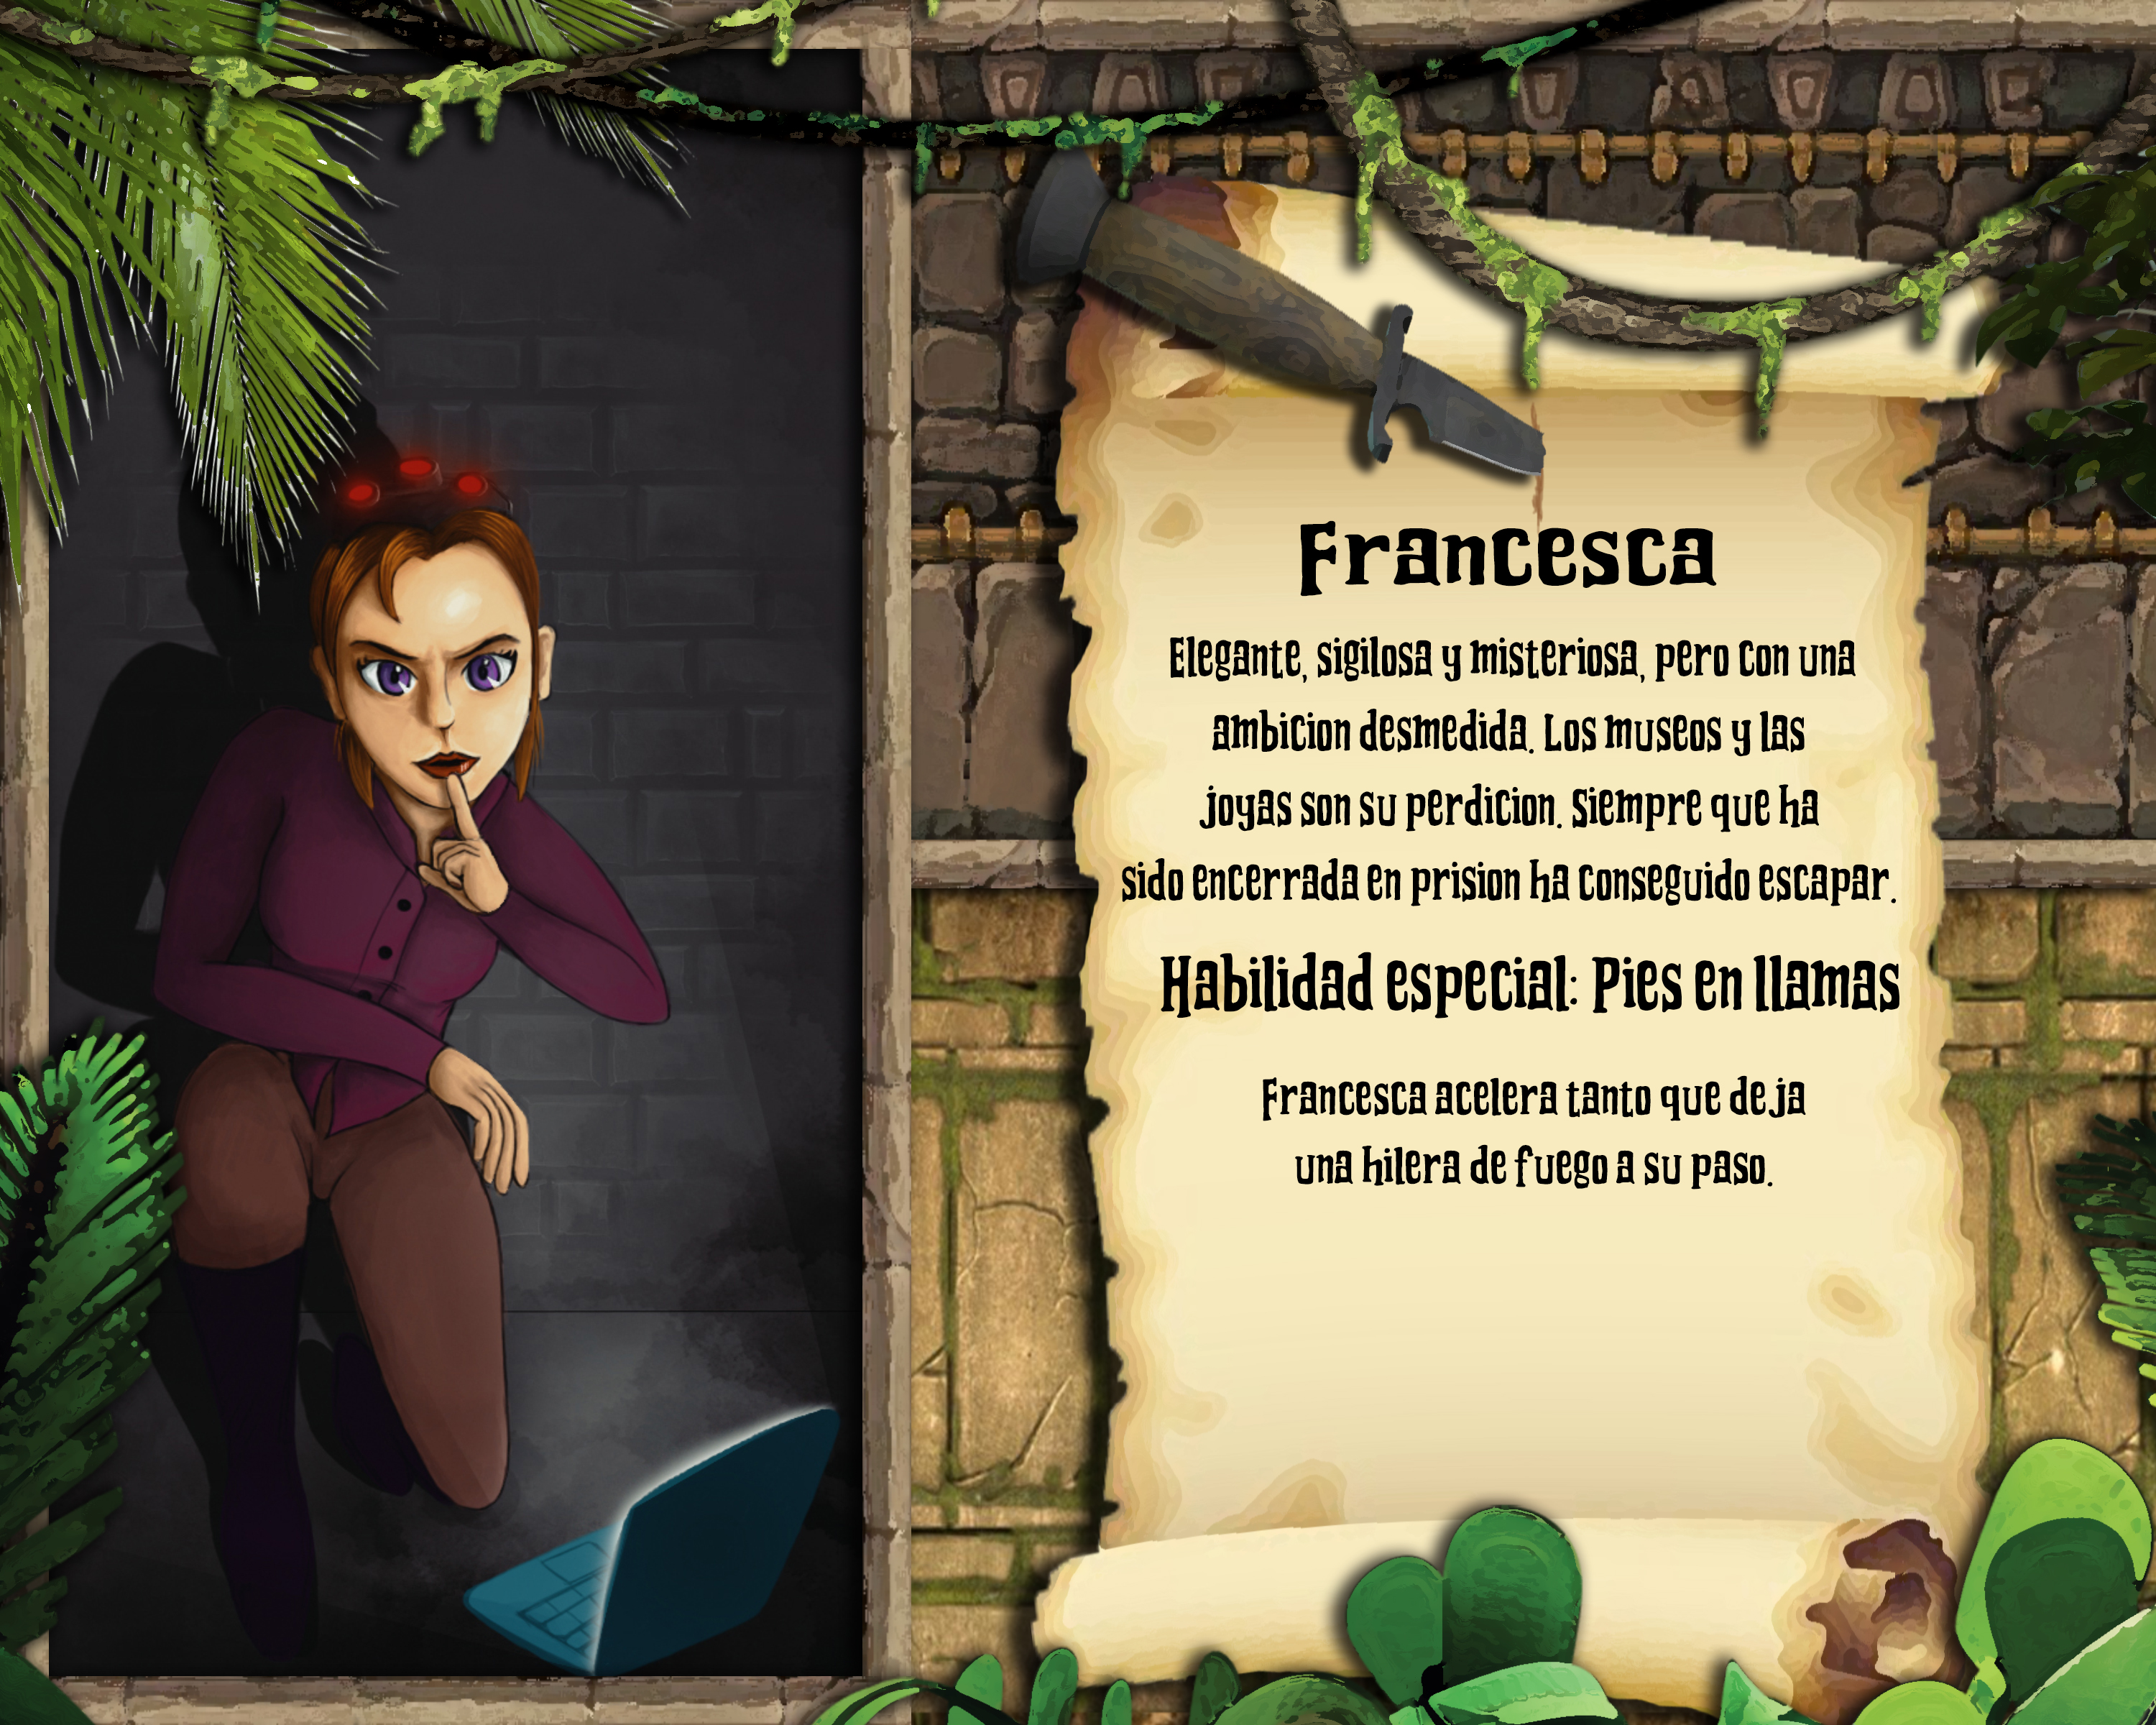 Francesca
Elegante, sigilosa y misteriosa, pero con una
ambicion desmedida. Los museos y las
joyas son su perdicion. Siempre que ha
sido encerrada en prision ha conseguido escapar.
Habilidad especial: Pies en llamas
Francesca acelera tanto que deja
una hilera de fuego a su paso.